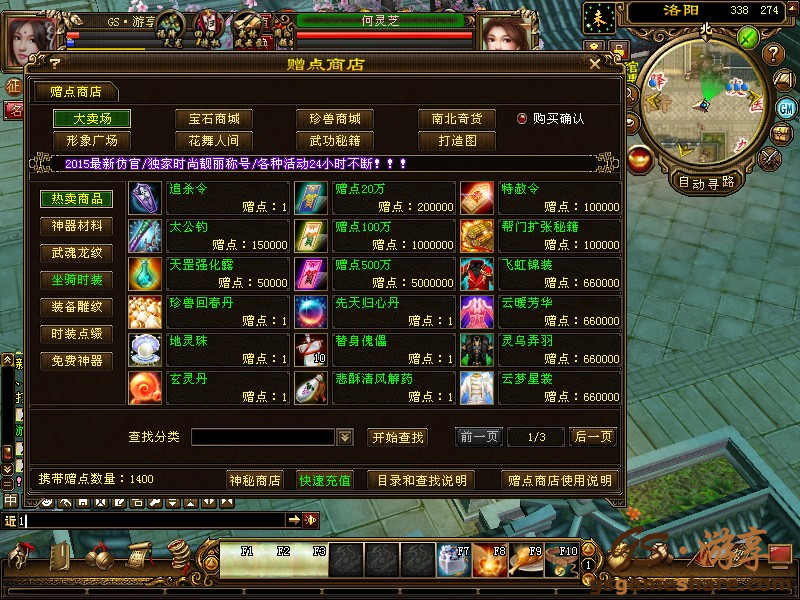 GS·游亨
何灵芝
洛阳 338 274
北
赠点商店
赠点商店
大卖场 宝石商城 珍兽商城 南北奇货 购买确认
形象广场 花舞人间 武功秘籍 打造图
自动寻路
2015最新仿官/独家时尚靓丽称号/各种活动24小时不断！！！
热卖商品
神器材料
武魂龙纹
坐骑时装
装备雕纹
时装点缀
免费神器
追杀令 赠点：1
赠点20万 赠点：200000
特赦令 赠点：100000
太公钓 赠点：150000
赠点100万 赠点：1000000
帮门扩张秘籍 赠点：100000
天罡强化露 赠点：50000
赠点500万 赠点：5000000
飞虹锦装 赠点：660000
珍兽回春丹 赠点：1
先天归心丹 赠点：1
云暖芳华 赠点：660000
地灵珠 赠点：1
10
替身傀儡 赠点：1
灵乌弄羽 赠点：660000
玄灵丹 赠点：1
悲酥清风解药 赠点：1
云梦星裳 赠点：660000
查找分类 开始查找 前一页 1/3 后一页
携带赠点数量：1400 神秘商店 快速充值 目录和查找说明 赠点商店使用说明
近1
F1 F2 F3 F7 F8 F9 F10 1
GM